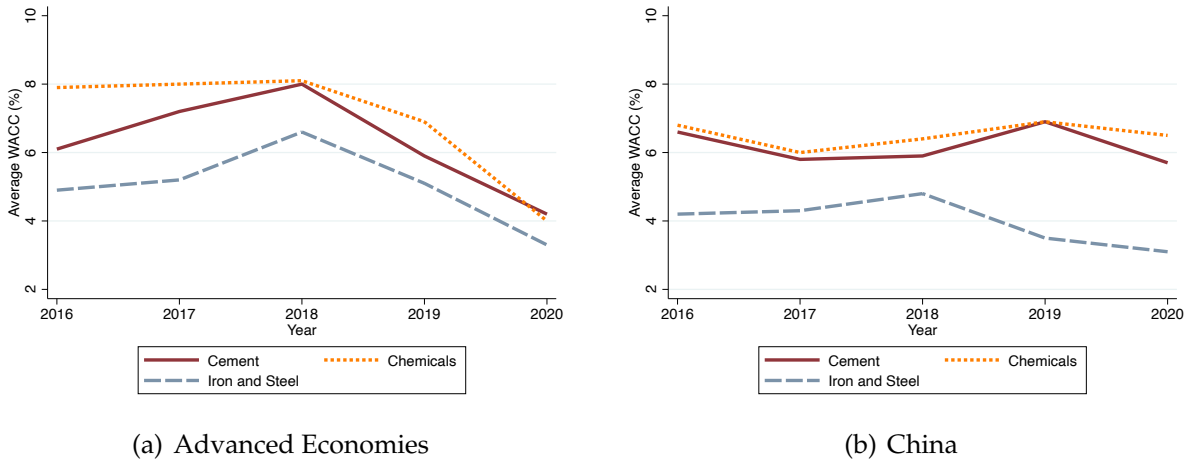 10
8
6
4
2
Average WACC (%)
2016 2017 2018 2019 2020
Year
Cement Chemicals
Iron and Steel
(a) Advanced Economies
10
8
6
4
2
Average WACC (%)
2016 2017 2018 2019 2020
Year
Cement Chemicals
Iron and Steel
(b) China